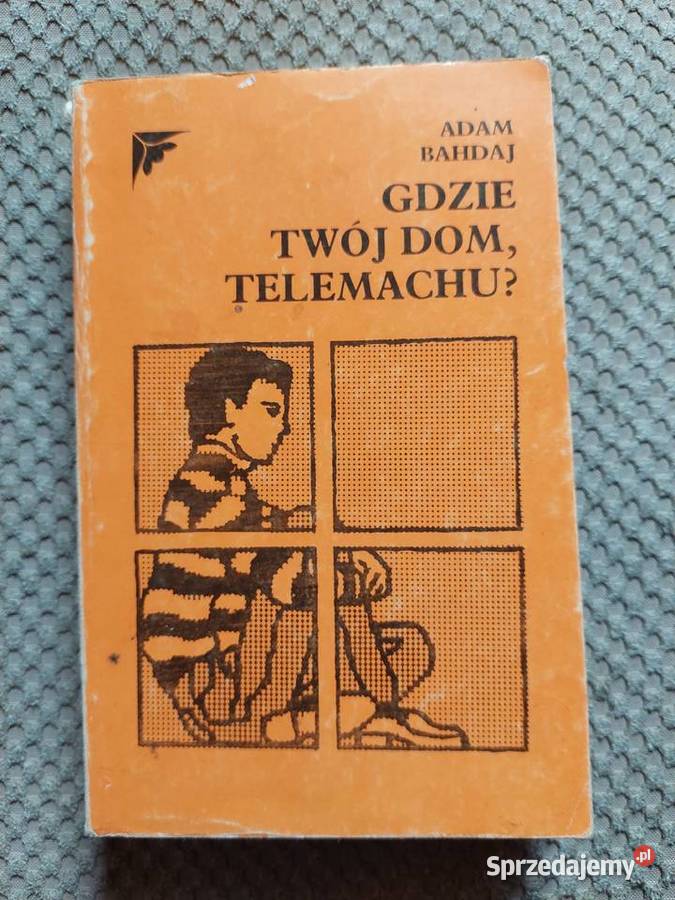 ADAM
BAHDAJ
GDZIE
TWÓJ DOM,
TELEMACHU?
Sprzedajemy.pl